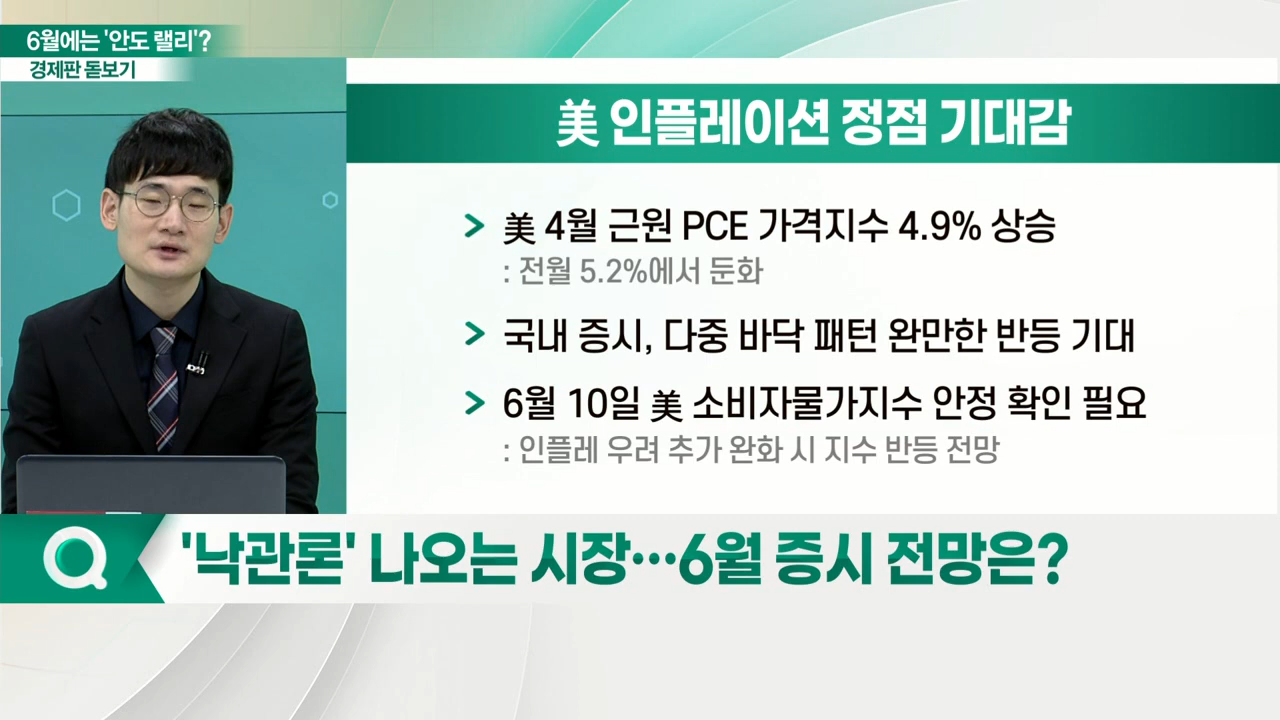 6월에는 '안도 랠리'?
경제판 돋보기
美 인플레이션 정점 기대감
> 美 4월 근원 PCE 가격지수 4.9% 상승
: 전월 5.2%에서 둔화
> 국내 증시, 다중 바닥 패턴 완만한 반등 기대
> 6월 10일 美 소비자물가지수 안정 확인 필요
: 인플레 우려 추가 완화 시 지수 반등 전망
'낙관론' 나오는 시장…6월 증시 전망은?